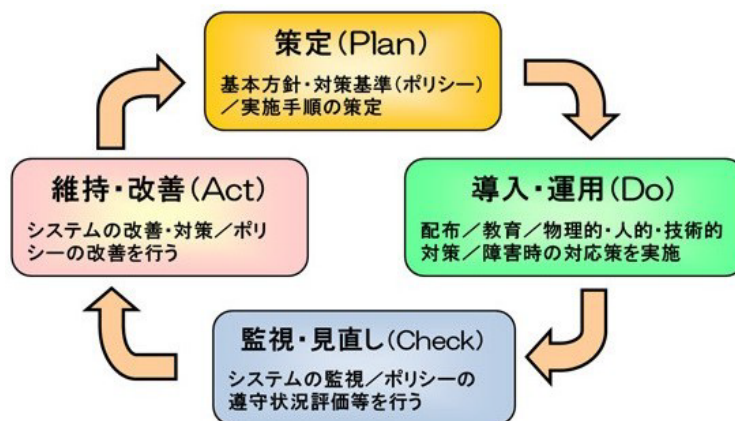 策定(Plan)
基本方針・対策基準(ポリシー)
／実施手順の策定
導入・運用(Do)
配布／教育／物理的・人的・技術的
対策／障害時の対応策を実施
監視・見直し(Check)
システムの監視／ポリシーの
遵守状況評価等を行う
維持・改善(Act)
システムの改善・対策／ポリ
シーの改善を行う